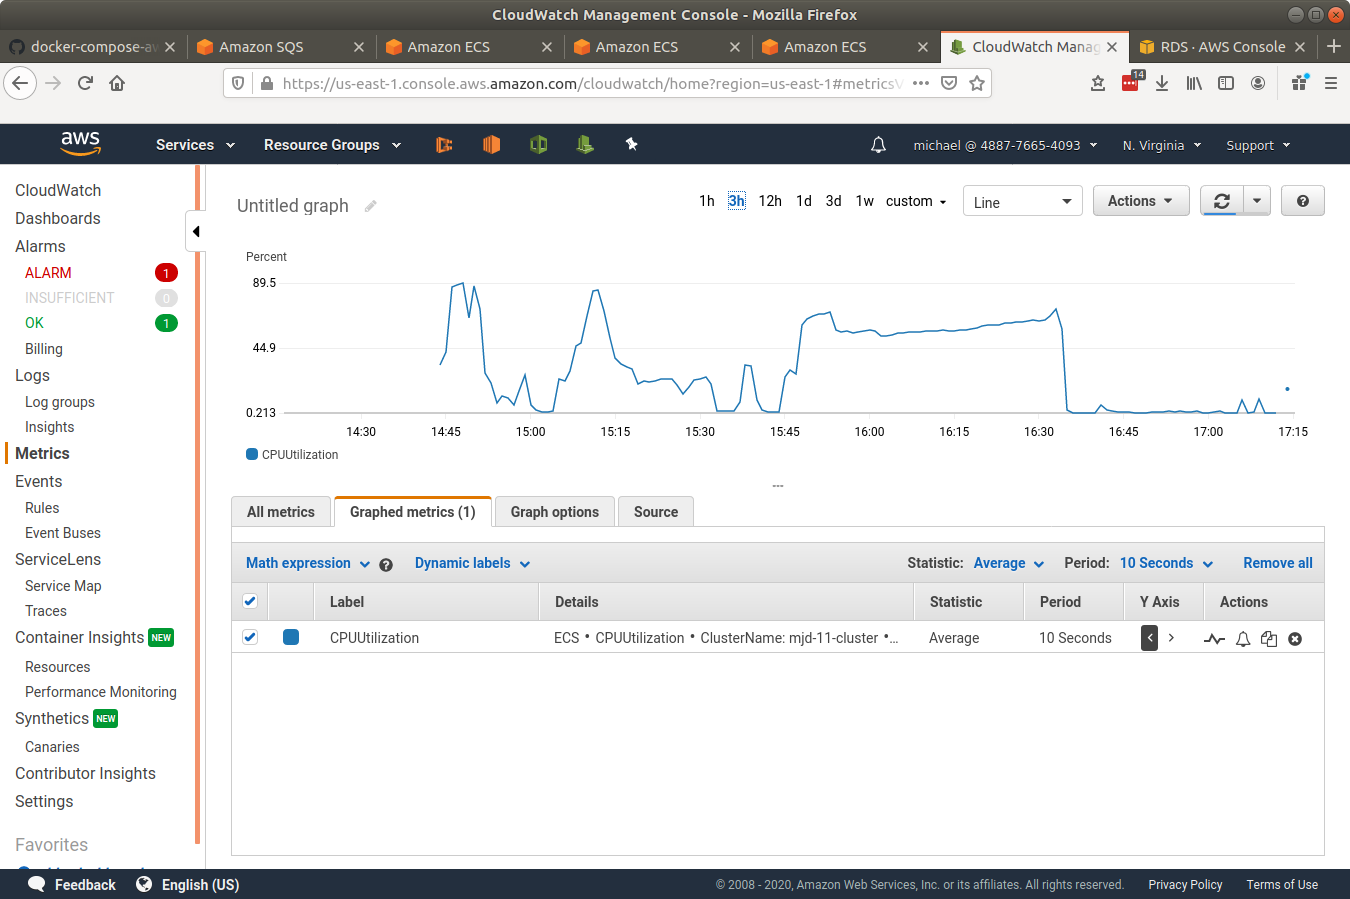 CloudWatch Management Console - Mozilla Firefox
docker-compose-aw
Amazon SQS
Amazon ECS
Amazon ECS
Amazon ECS
CloudWatch Manag
RDS · AWS Console
https://us-east-1.console.aws.amazon.com/cloudwatch/home?region=us-east-1#metricsV
14
aws
Services
Resource Groups
michael @ 4887-7665-4093
N. Virginia
Support
CloudWatch
Dashboards
Alarms
ALARM 1
INSUFFICIENT 0
OK 1
Billing
Logs
Log groups
Insights
Metrics
Events
Rules
Event Buses
ServiceLens
Service Map
Traces
Container Insights NEW
Resources
Performance Monitoring
Synthetics NEW
Canaries
Contributor Insights
Settings
Favorites
Untitled graph
1h 3h 12h 1d 3d 1w custom
Line
Actions
?
Percent
89.5
44.9
0.213
14:30 14:45 15:00 15:15 15:30 15:45 16:00 16:15 16:30 16:45 17:00 17:15
CPUUtilization
All metrics
Graphed metrics (1)
Graph options
Source
Math expression ?
Dynamic labels
Statistic: Average
Period: 10 Seconds
Remove all
Label Details Statistic Period Y Axis Actions
CPUUtilization ECS • CPUUtilization • ClusterName: mjd-11-cluster •... Average 10 Seconds < >
Feedback
English (US)
© 2008 - 2020, Amazon Web Services, Inc. or its affiliates. All rights reserved.
Privacy Policy
Terms of Use